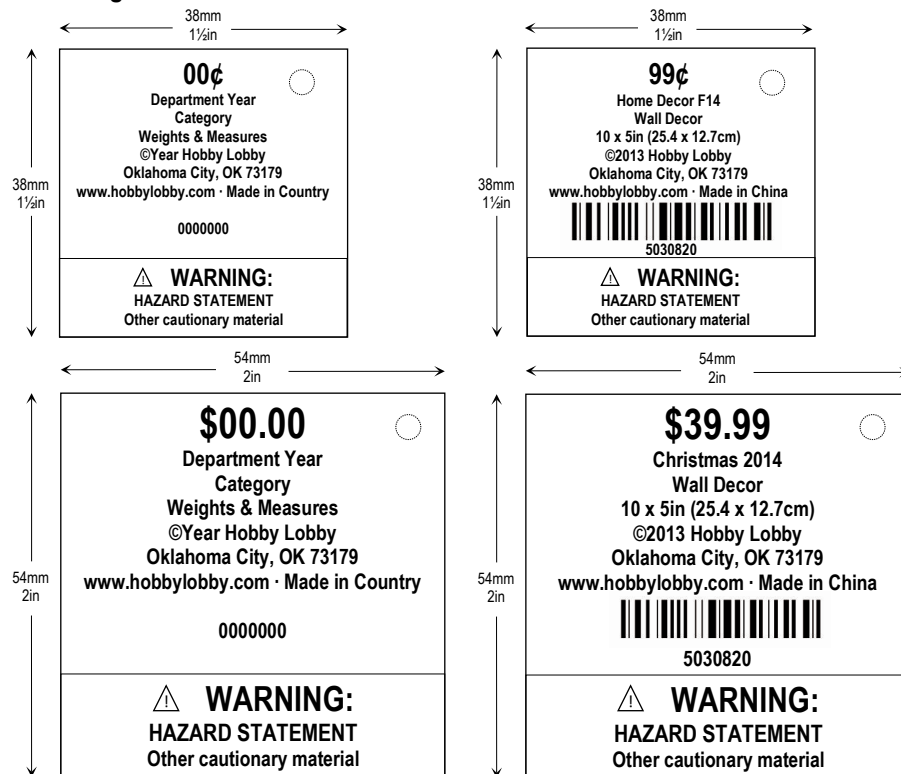 38mm
1½in
38mm
1½in
00¢
Department Year
Category
Weights & Measures
©Year Hobby Lobby
Oklahoma City, OK 73179
www.hobbylobby.com · Made in Country
0000000
⚠ WARNING:
HAZARD STATEMENT
Other cautionary material
38mm
1½in
38mm
1½in
99¢
Home Decor F14
Wall Decor
10 x 5in (25.4 x 12.7cm)
©2013 Hobby Lobby
Oklahoma City, OK 73179
www.hobbylobby.com · Made in China
5030820
⚠ WARNING:
HAZARD STATEMENT
Other cautionary material
54mm
2in
54mm
2in
$00.00
Department Year
Category
Weights & Measures
©Year Hobby Lobby
Oklahoma City, OK 73179
www.hobbylobby.com · Made in Country
0000000
⚠ WARNING:
HAZARD STATEMENT
Other cautionary material
54mm
2in
54mm
2in
$39.99
Christmas 2014
Wall Decor
10 x 5in (25.4 x 12.7cm)
©2013 Hobby Lobby
Oklahoma City, OK 73179
www.hobbylobby.com · Made in China
5030820
⚠ WARNING:
HAZARD STATEMENT
Other cautionary material